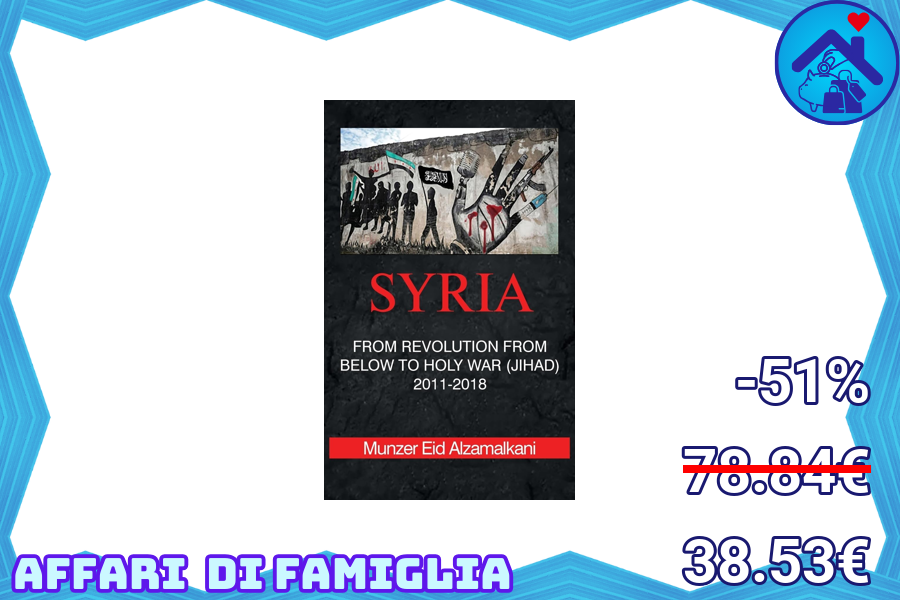 SYRIA
FROM REVOLUTION FROM
BELOW TO HOLY WAR (JIHAD)
2011-2018
Munzer Eid Alzamalkani
-51%
78.84€
38.53€
AFFARI DI FAMIGLIA